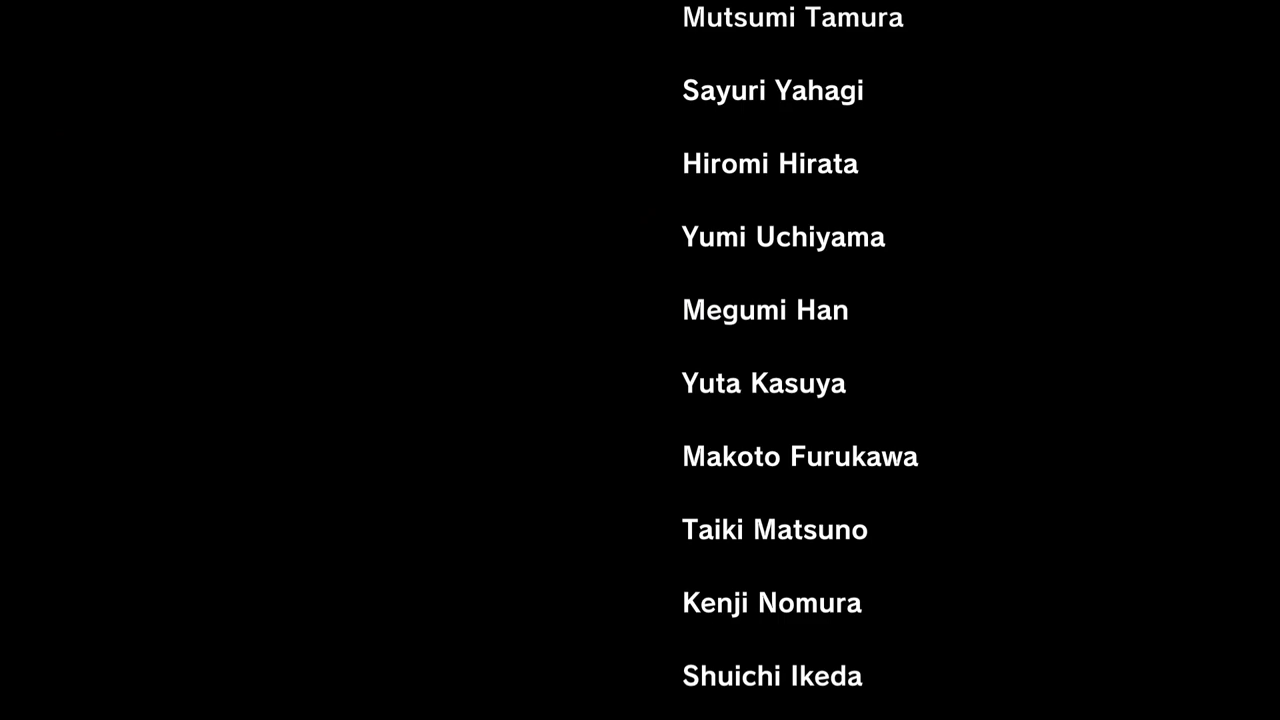 Mutsumi Tamura
Sayuri Yahagi
Hiromi Hirata
Yumi Uchiyama
Megumi Han
Yuta Kasuya
Makoto Furukawa
Taiki Matsuno
Kenji Nomura
Shuichi Ikeda